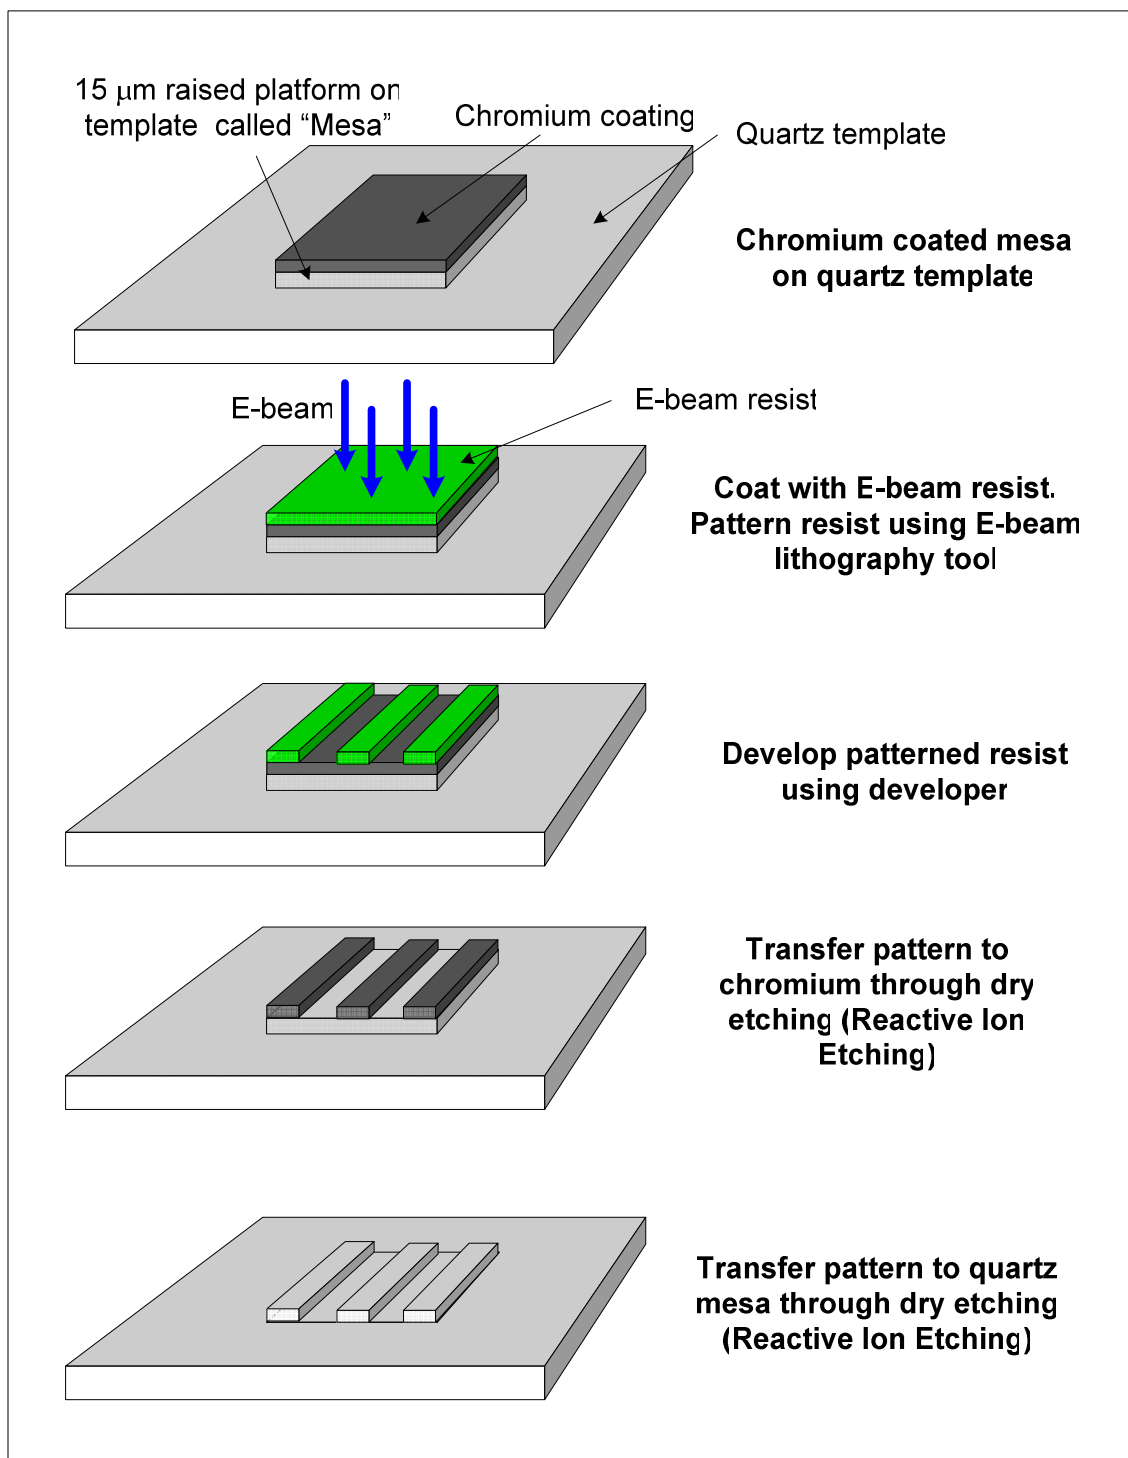 15 μm raised platform on
template called “Mesa”
Chromium coating
Quartz template
Chromium coated mesa
on quartz template
E-beam
E-beam resist
Coat with E-beam resist.
Pattern resist using E-beam
lithography tool
Develop patterned resist
using developer
Transfer pattern to
chromium through dry
etching (Reactive Ion
Etching)
Transfer pattern to quartz
mesa through dry etching
(Reactive Ion Etching)